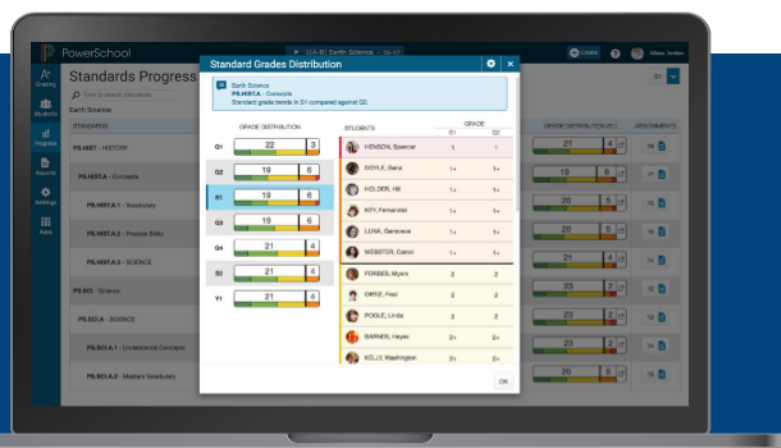 PowerSchool
1(A-B) Earth Science - 16-17
Create
Grading
Students
Progress
Reports
Settings
Apps
Standards Progress
Type to search standards
S1
Earth Science
STANDARDS
GRADE DISTRIBUTION (S1)
ASSIGNMENTS
PS.HIST - HISTORY
21 4
PS.HIST.A - Concepts
19 6
PS.HIST.A.1 - Vocabulary
20 5
PS.HIST.A.2 - Process Skills
20 5
PS.HIST.A.3 - SCIENCE
21 4
PS.SCI - Science
23 2
PS.SCI.A - SCIENCE
23 2
PS.SCI.A.1 - Understands Concepts
23 2
PS.SCI.A.2 - Masters Vocabulary
20 5
Standard Grades Distribution
Earth Science
PS.HIST.A - Concepts
Standard grade trends in S1 compared against Q2.
GRADE DISTRIBUTION
Q1 22 3
Q2 19 6
S1 19 6
Q3 19 6
Q4 21 4
S2 21 4
Y1 21 4
STUDENTS
GRADE
S1 Q2
HENSON, Spencer 1 1
DOYLE, Gene 1+ 1+
HOLDER, Hill 1+ 1+
Fernandez 1+ 1+
LUNA, Genevieve 1+ 1+
WEBSTER, Carrol 1+ 1+
FORBES, Myers 2 2
ORTIZ, Fred 2 2
POOLE, Linda 2 2
BARNES, Hayes 2+ 2+
KELLY, Washington 2+ 2+
OK